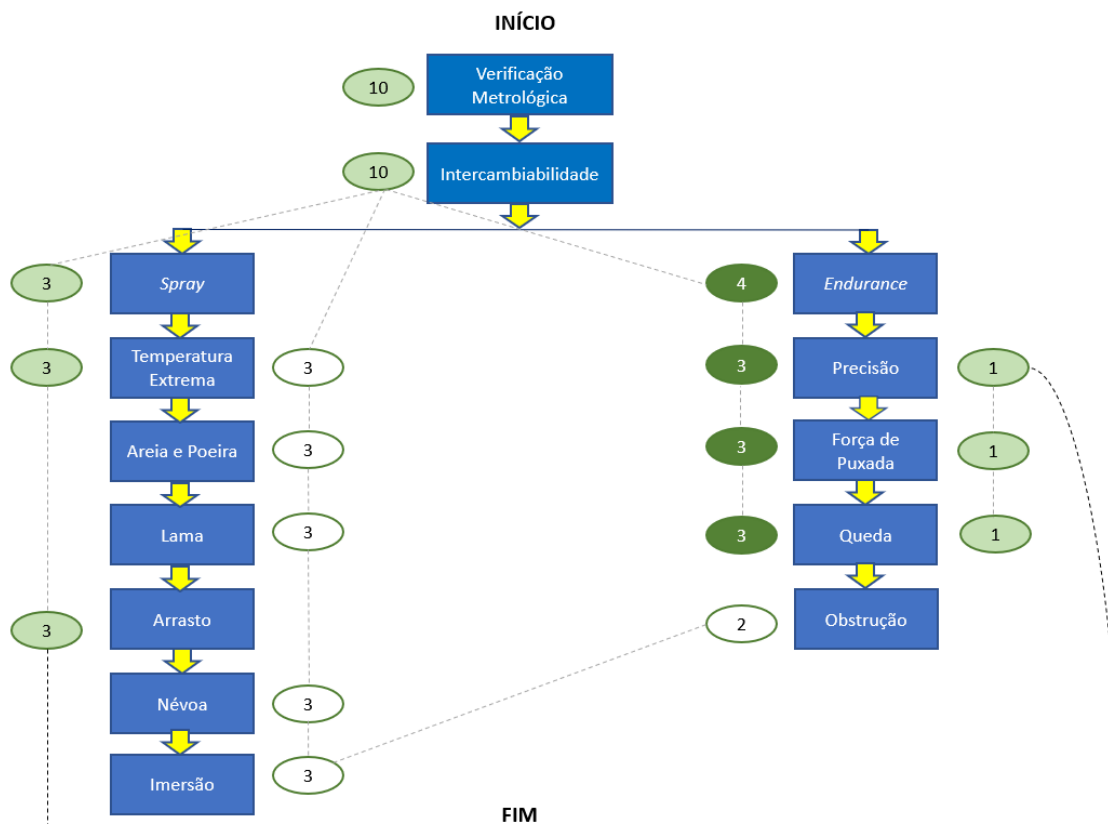 INÍCIO
10
Verificação
Metrológica
10
Intercambiabilidade
3
Spray
4
Endurance
3
Temperatura
Extrema
3
3
Precisão
1
Areia e Poeira
3
3
Força de
Puxada
1
Lama
3
3
Queda
1
3
Arrasto
2
Obstrução
Névoa
3
Imersão
3
FIM